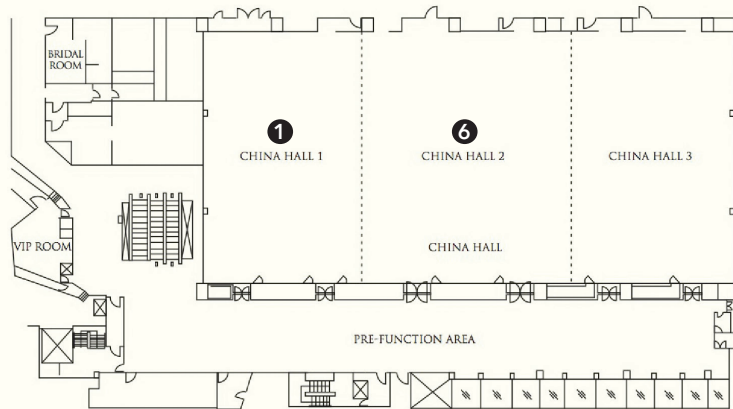 BRIDAL
ROOM
1
6
CHINA HALL 1
CHINA HALL 2
CHINA HALL 3
VIP ROOM
CHINA HALL
PRE-FUNCTION AREA